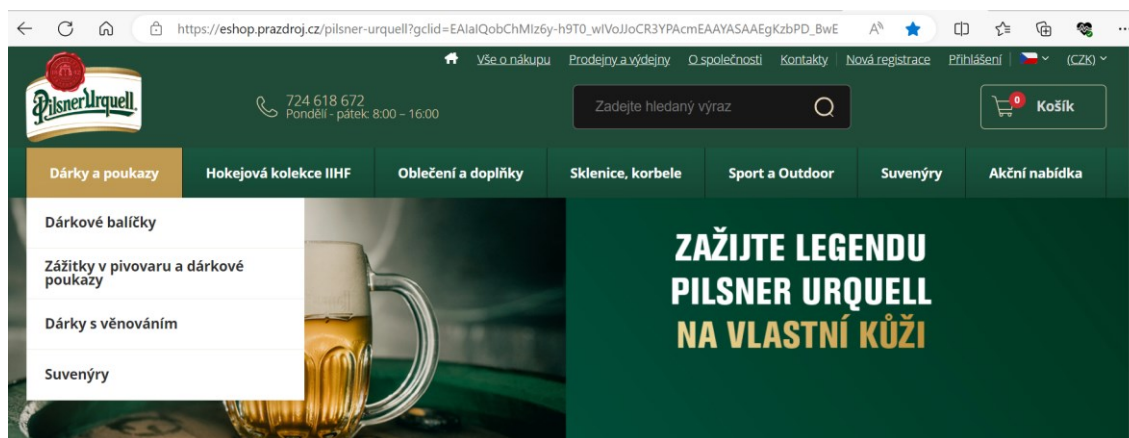 https://eshop.prazdroj.cz/pilsner-urquell?gclid=EAIaIQobChMIz6y-h9T0_wIVoJJoCR3YPAcmEAAYASAAEgKzbPD_BwE
Vše o nákupu Prodejny a výdejny O společnosti Kontakty Nová registrace Přihlášení (CZK)
Pilsner Urquell.
724 618 672
Pondělí - pátek: 8:00 – 16:00
Zadejte hledaný výraz
0 Košík
Dárky a poukazy Hokejová kolekce IIHF Oblečení a doplňky Sklenice, korbele Sport a Outdoor Suvenýry Akční nabídka
Dárkové balíčky
Zážitky v pivovaru a dárkové
poukazy
Dárky s věnováním
Suvenýry
ZAŽIJTE LEGENDU
PILSNER URQUELL
NA VLASTNÍ KŮŽI